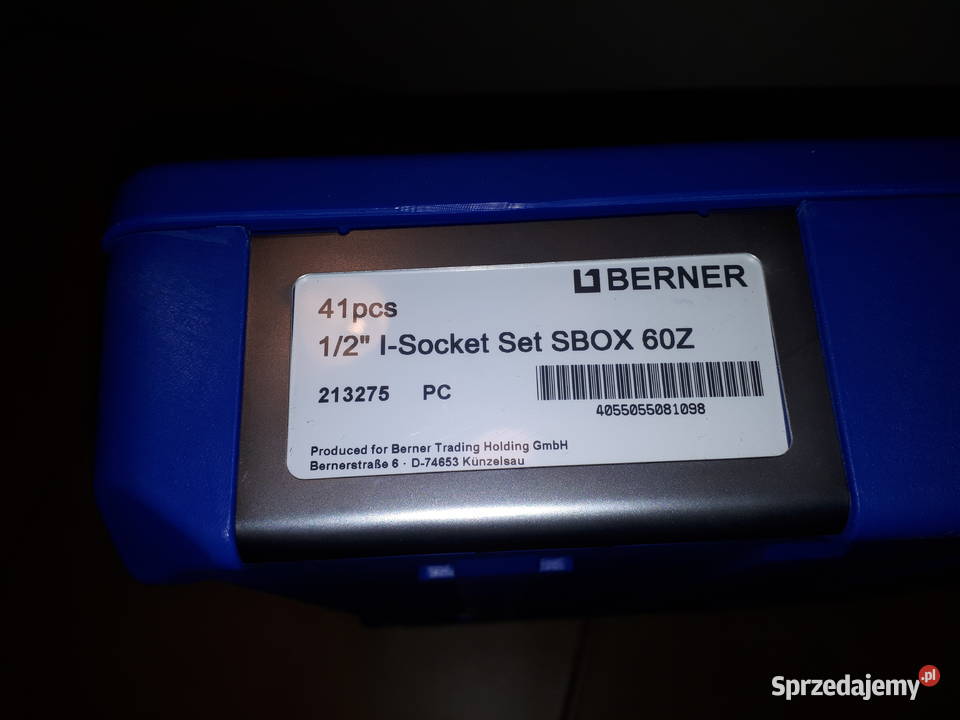 BERNER
41pcs
1/2" I-Socket Set SBOX 60Z
213275 PC
4055055081098
Produced for Berner Trading Holding GmbH
Bernerstraße 6 · D-74653 Künzelsau
Sprzedajemy.pl